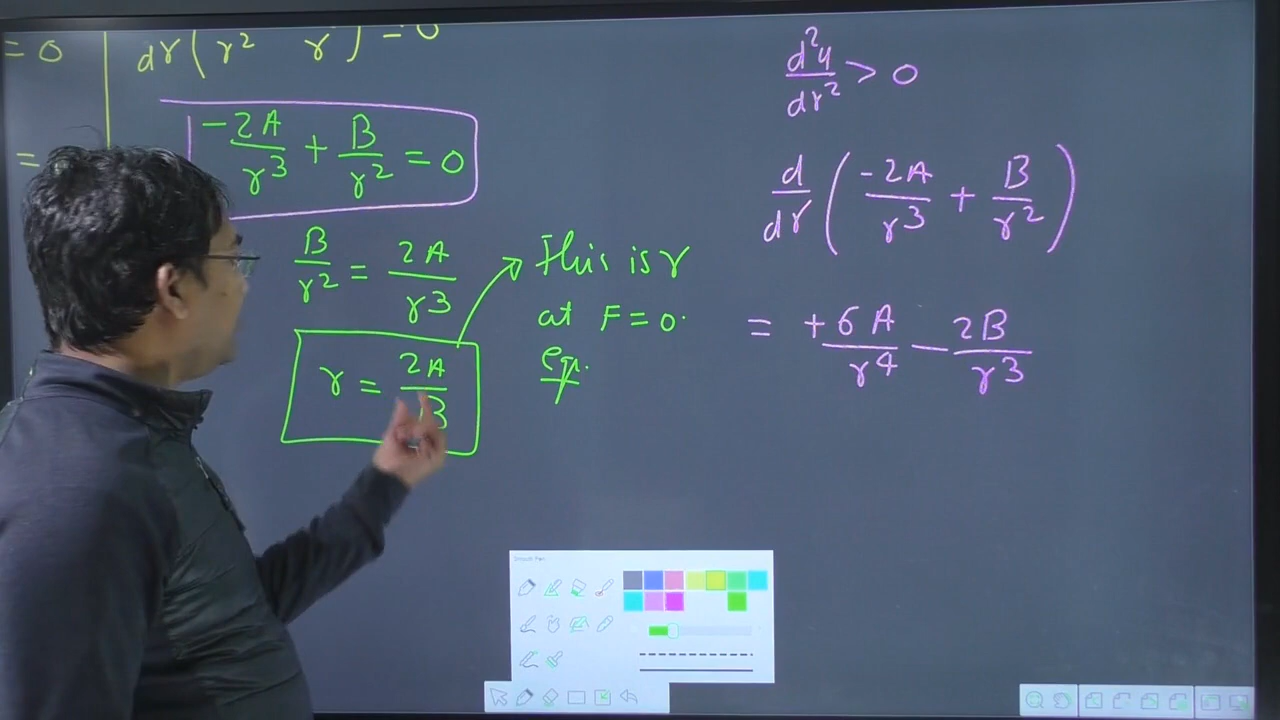 = 0
dr( r² r ) = 0
=
-2A/r³ + B/r² = 0
B/r² = 2A/r³
r = 2A/B
This is r
at F = 0.
eq.
d²u/dr² > 0
d/dr ( -2A/r³ + B/r² )
= +6A/r⁴ - 2B/r³